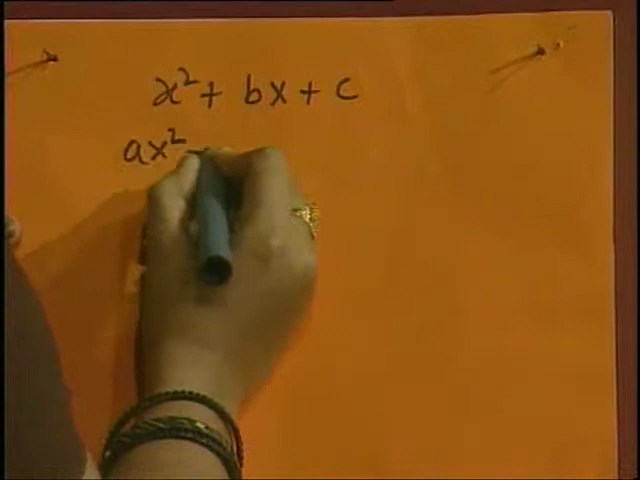 x² + bx + c
ax² -